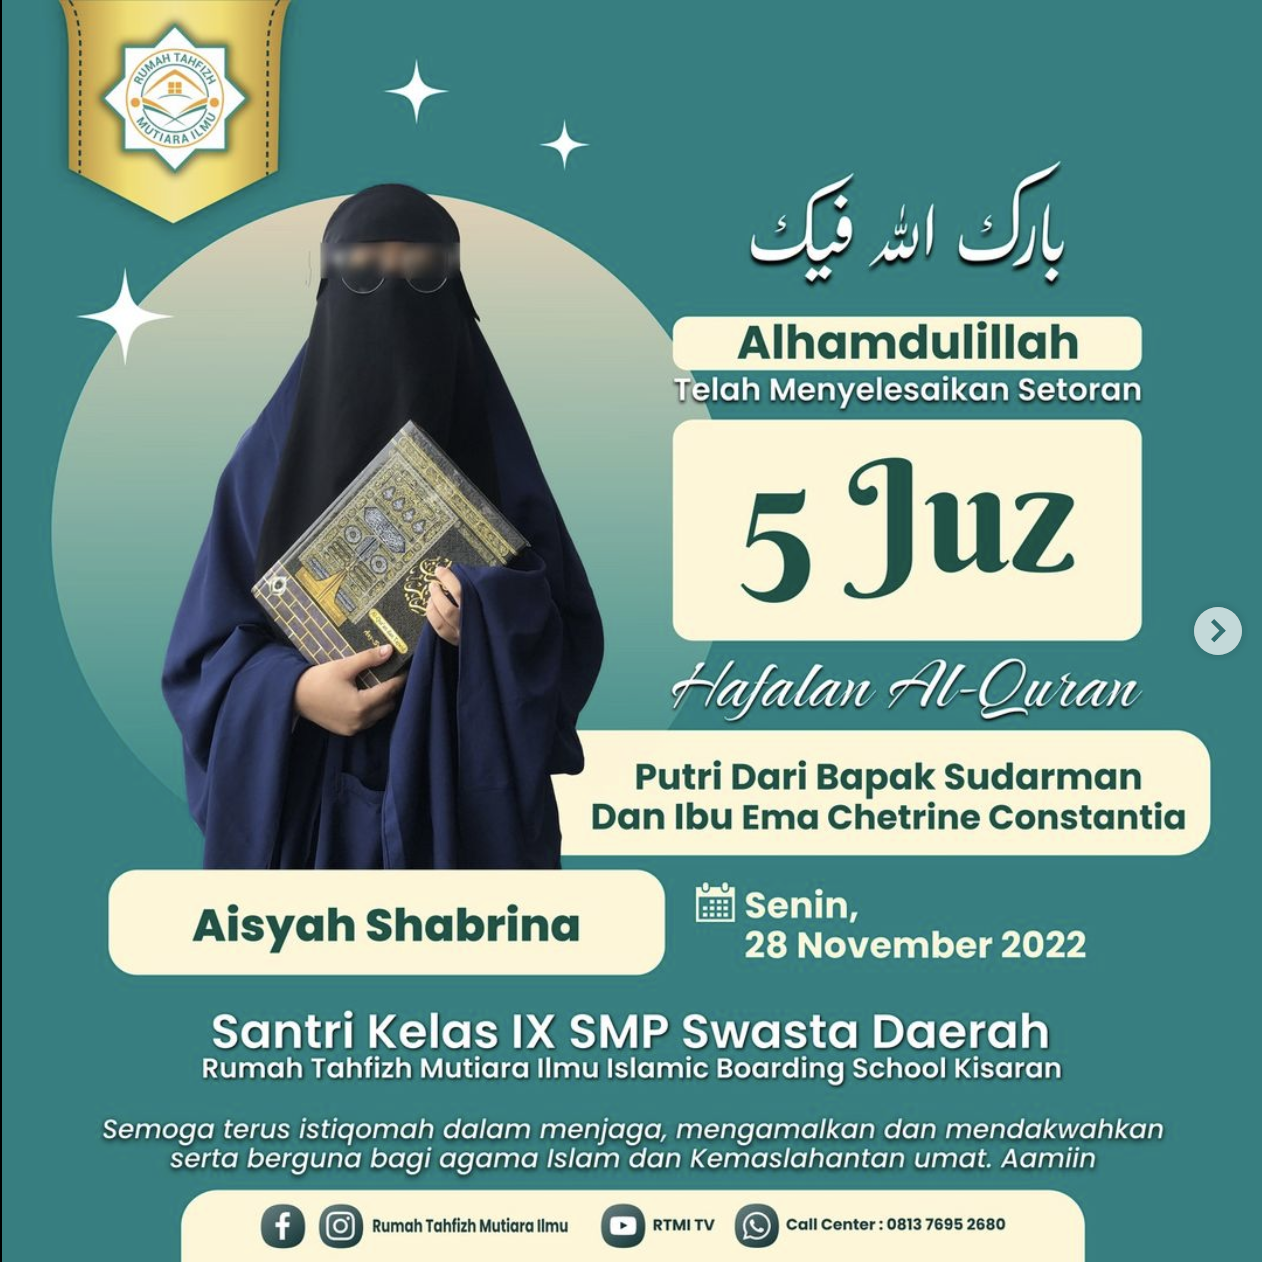 RUMAH TAHFIZH
MUTIARA ILMU
بارك الله فيك
Alhamdulillah
Telah Menyelesaikan Setoran
5 Juz
Hafalan Al-Quran
Putri Dari Bapak Sudarman
Dan Ibu Ema Chetrine Constantia
Aisyah Shabrina
Senin,
28 November 2022
Santri Kelas IX SMP Swasta Daerah
Rumah Tahfizh Mutiara Ilmu Islamic Boarding School Kisaran
Semoga terus istiqomah dalam menjaga, mengamalkan dan mendakwahkan
serta berguna bagi agama Islam dan Kemaslahantan umat. Aamiin
Rumah Tahfizh Mutiara Ilmu RTMI TV Call Center : 0813 7695 2680